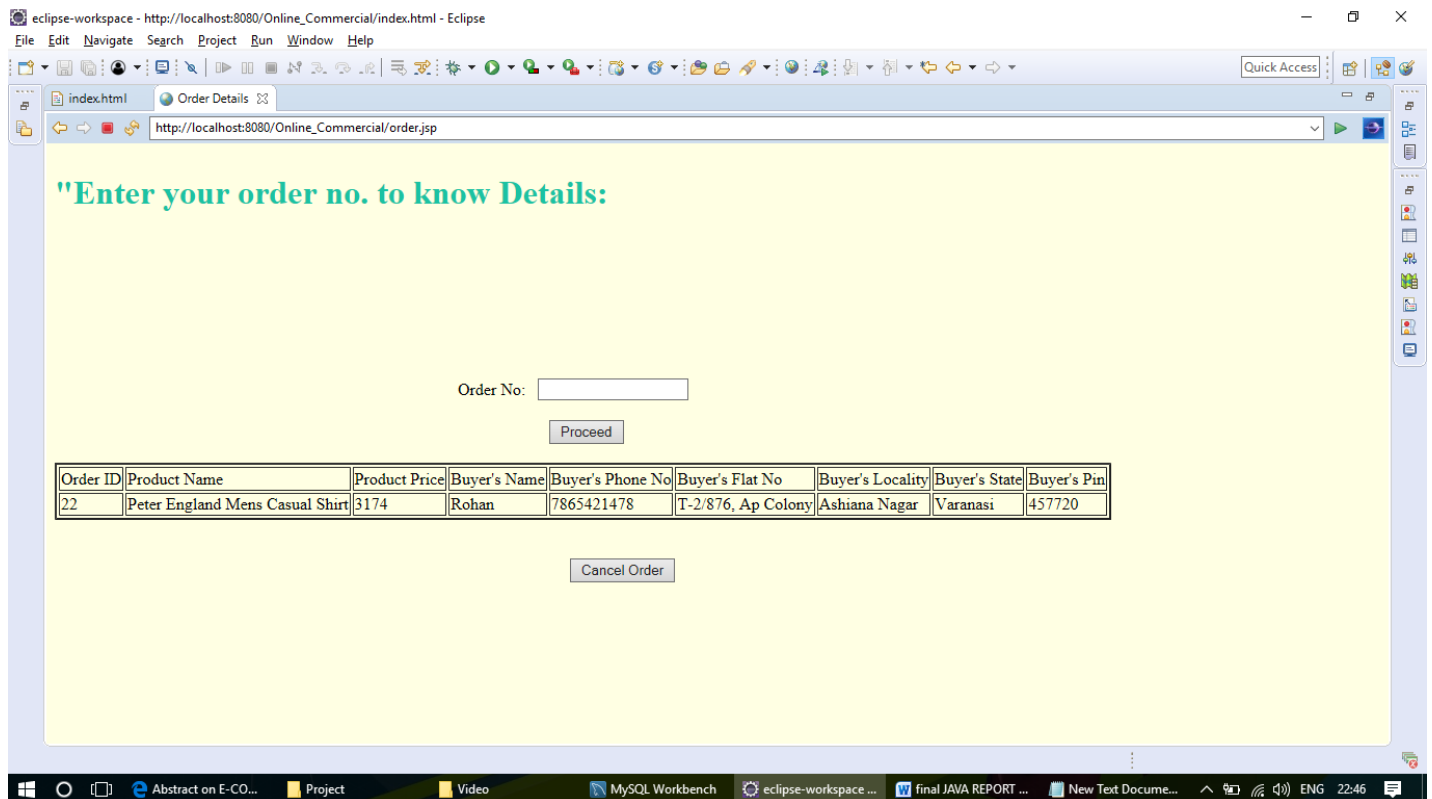 eclipse-workspace - http://localhost:8080/Online_Commercial/index.html - Eclipse
File Edit Navigate Search Project Run Window Help
Quick Access
index.html Order Details
http://localhost:8080/Online_Commercial/order.jsp
"Enter your order no. to know Details:
Order No:
Proceed
Order ID Product Name Product Price Buyer's Name Buyer's Phone No Buyer's Flat No Buyer's Locality Buyer's State Buyer's Pin
22 Peter England Mens Casual Shirt 3174 Rohan 7865421478 T-2/876, Ap Colony Ashiana Nagar Varanasi 457720
Cancel Order
Abstract on E-CO... Project Video MySQL Workbench eclipse-workspace ... final JAVA REPORT ... New Text Docume... ENG 22:46